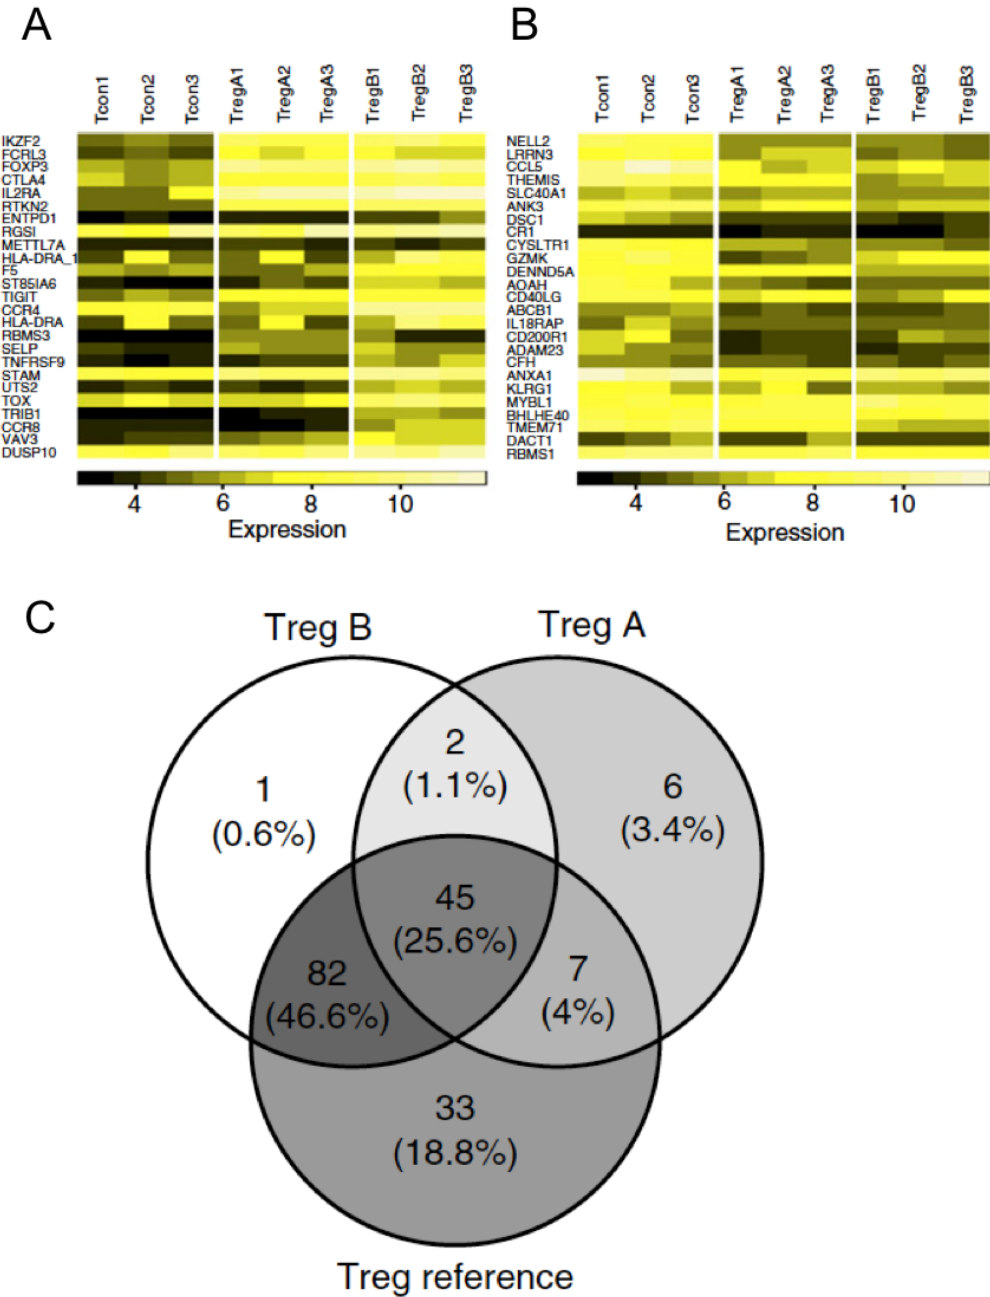 A
B
Tcon1 Tcon2 Tcon3 TregA1 TregA2 TregA3 TregB1 TregB2 TregB3
Tcon1 Tcon2 Tcon3 TregA1 TregA2 TregA3 TregB1 TregB2 TregB3
IKZF2
FCRL3
FOXP3
CTLA4
IL2RA
RTKN2
ENTPD1
RGSI
METTL7A
HLA-DRA_1
F5
ST85IA6
TIGIT
CCR4
HLA-DRA
RBMS3
SELP
TNFRSF9
STAM
UTS2
TOX
TRIB1
CCR8
VAV3
DUSP10
4 6 8 10
Expression
NELL2
LRRN3
CCL5
THEMIS
SLC40A1
ANK3
DSC1
CR1
CYSLTR1
GZMK
DENND5A
AOAH
CD40LG
ABCB1
IL18RAP
CD200R1
ADAM23
CFH
ANXA1
KLRG1
MYBL1
BHLHE40
TMEM71
DACT1
RBMS1
4 6 8 10
Expression
C
Treg B
Treg A
2
(1.1%)
1
(0.6%)
6
(3.4%)
45
(25.6%)
82
(46.6%)
7
(4%)
33
(18.8%)
Treg reference